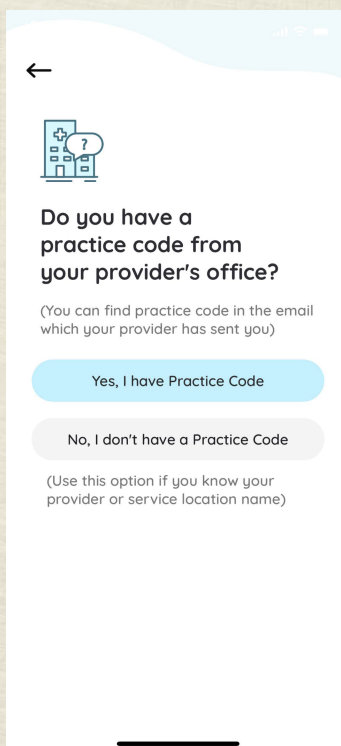 ?
Do you have a
practice code from
your provider's office?
(You can find practice code in the email
which your provider has sent you)
Yes, I have Practice Code
No, I don't have a Practice Code
(Use this option if you know your
provider or service location name)